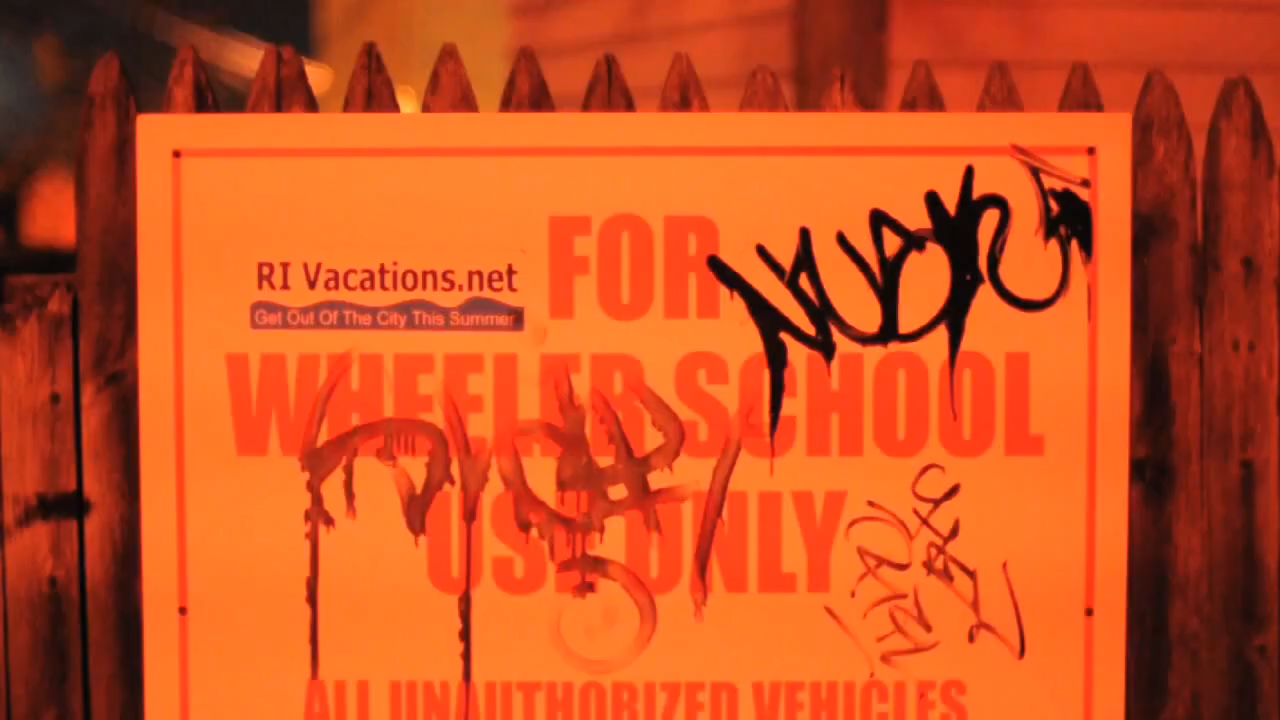 RI Vacations.net
Get Out Of The City This Summer
FOR
WHEELER SCHOOL
USE ONLY
ALL UNAUTHORIZED VEHICLES